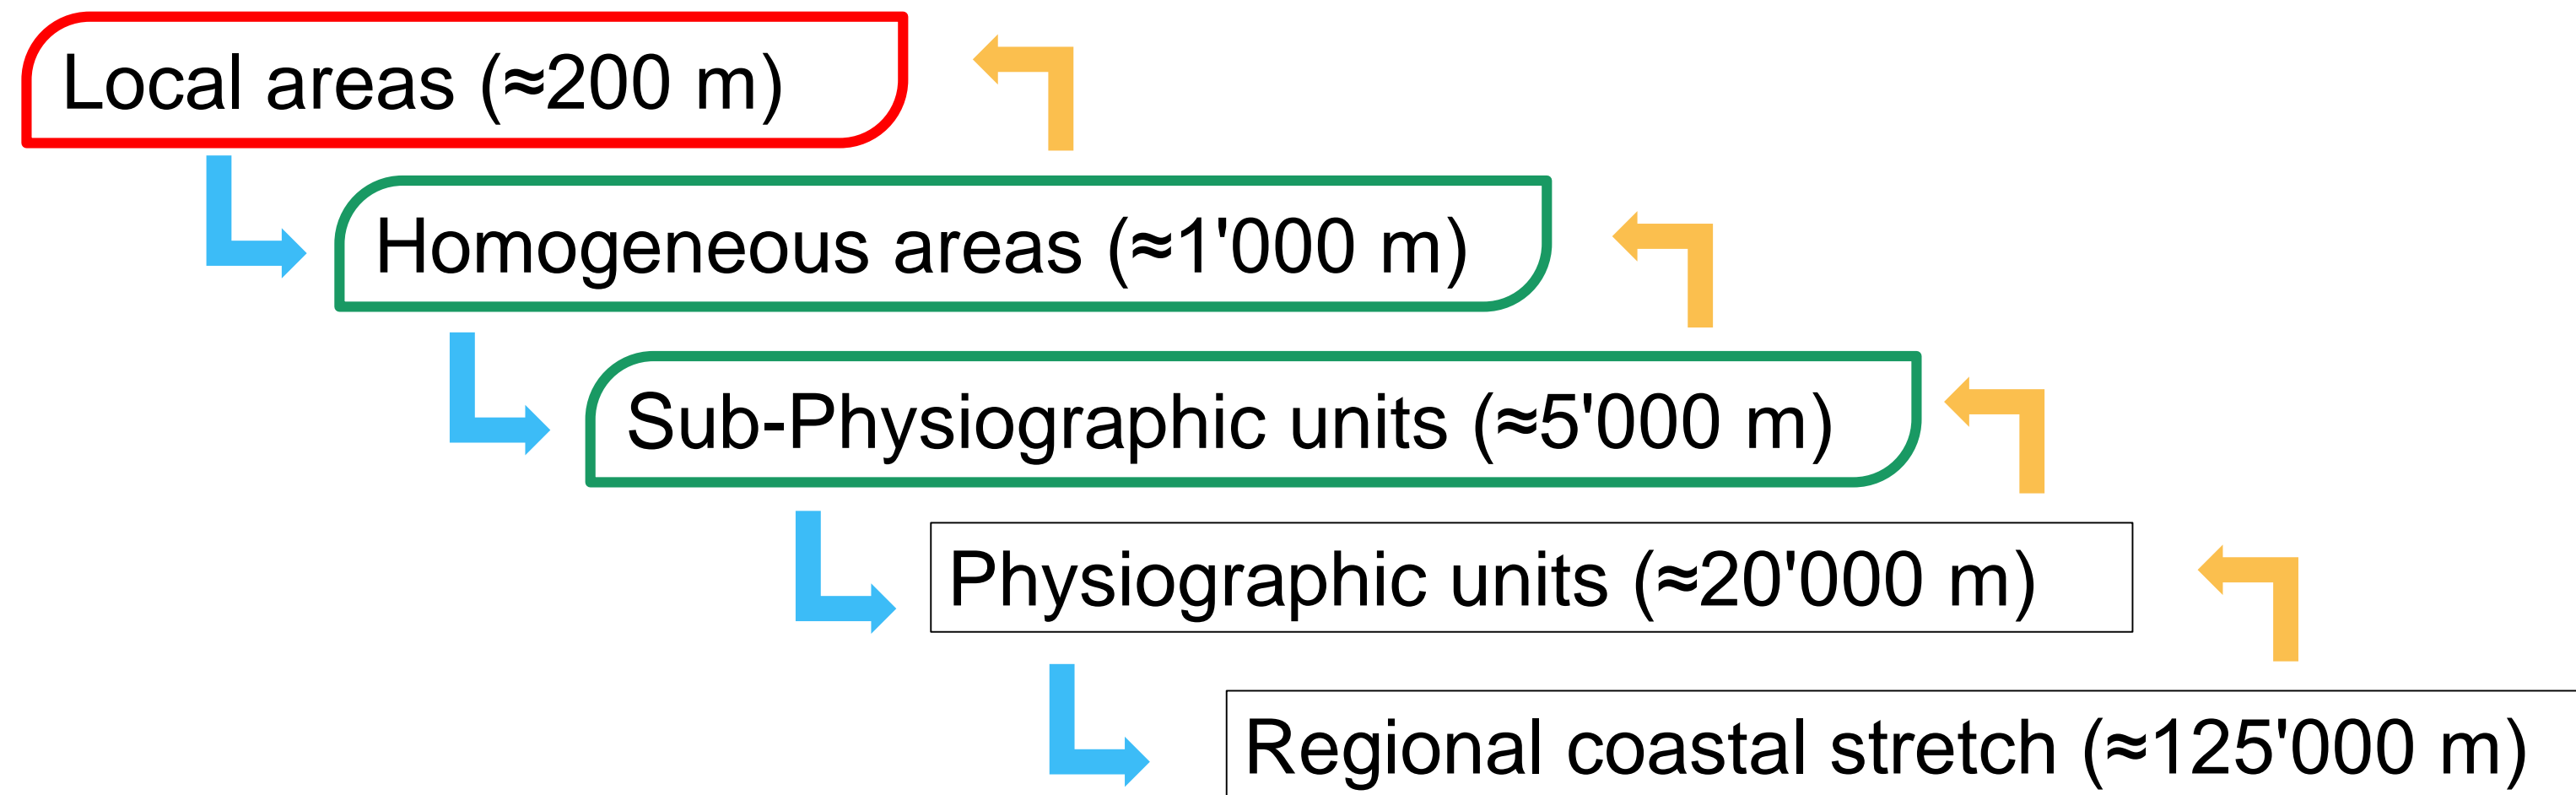 Local areas (≈200 m)
Homogeneous areas (≈1'000 m)
Sub-Physiographic units (≈5'000 m)
Physiographic units (≈20'000 m)
Regional coastal stretch (≈125'000 m)